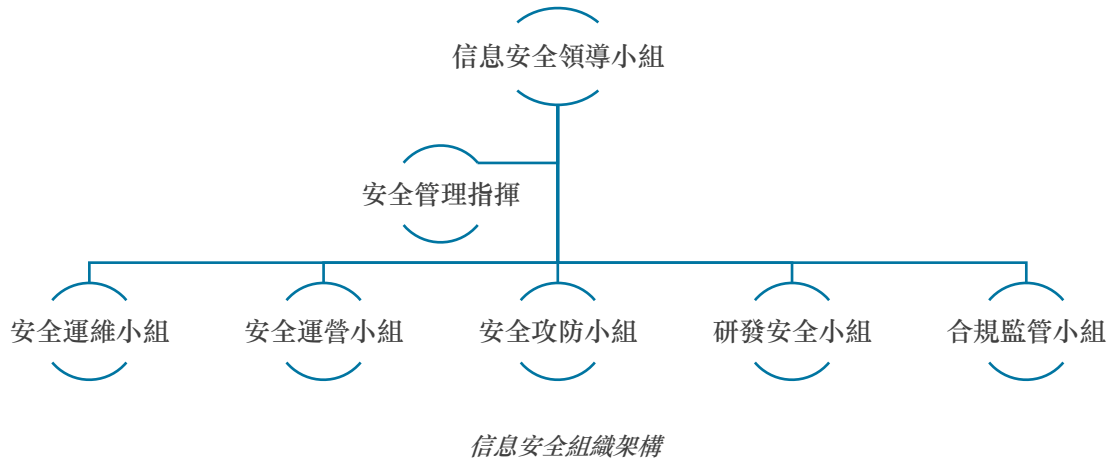 信息安全領導小組
安全管理指揮
安全運維小組
安全運營小組
安全攻防小組
研發安全小組
合規監管小組
信息安全組織架構